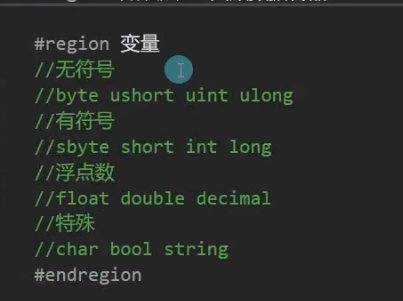 #region 变量
//无符号
//byte ushort uint ulong
//有符号
//sbyte short int long
//浮点数
//float double decimal
//特殊
//char bool string
#endregion